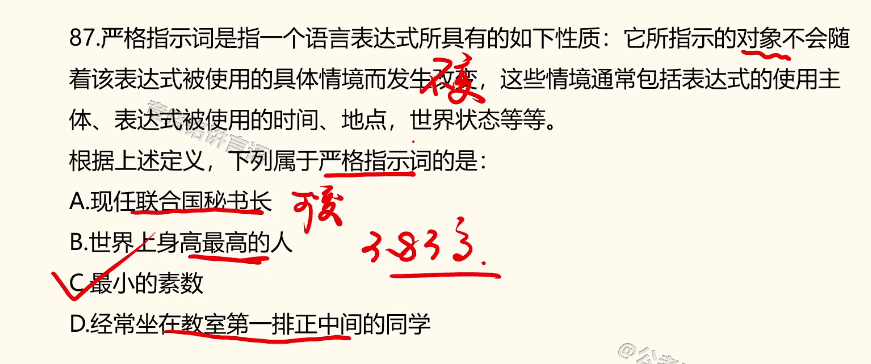 87.严格指示词是指一个语言表达式所具有的如下性质：它所指示的对象不会随
着该表达式被使用的具体情境而发生改变，这些情境通常包括表达式的使用主
不变
体、表达式被使用的时间、地点，世界状态等等。
根据上述定义，下列属于严格指示词的是：
A.现任联合国秘书长
可变
B.世界上身高最高的人
C.最小的素数
D.经常坐在教室第一排正中间的同学